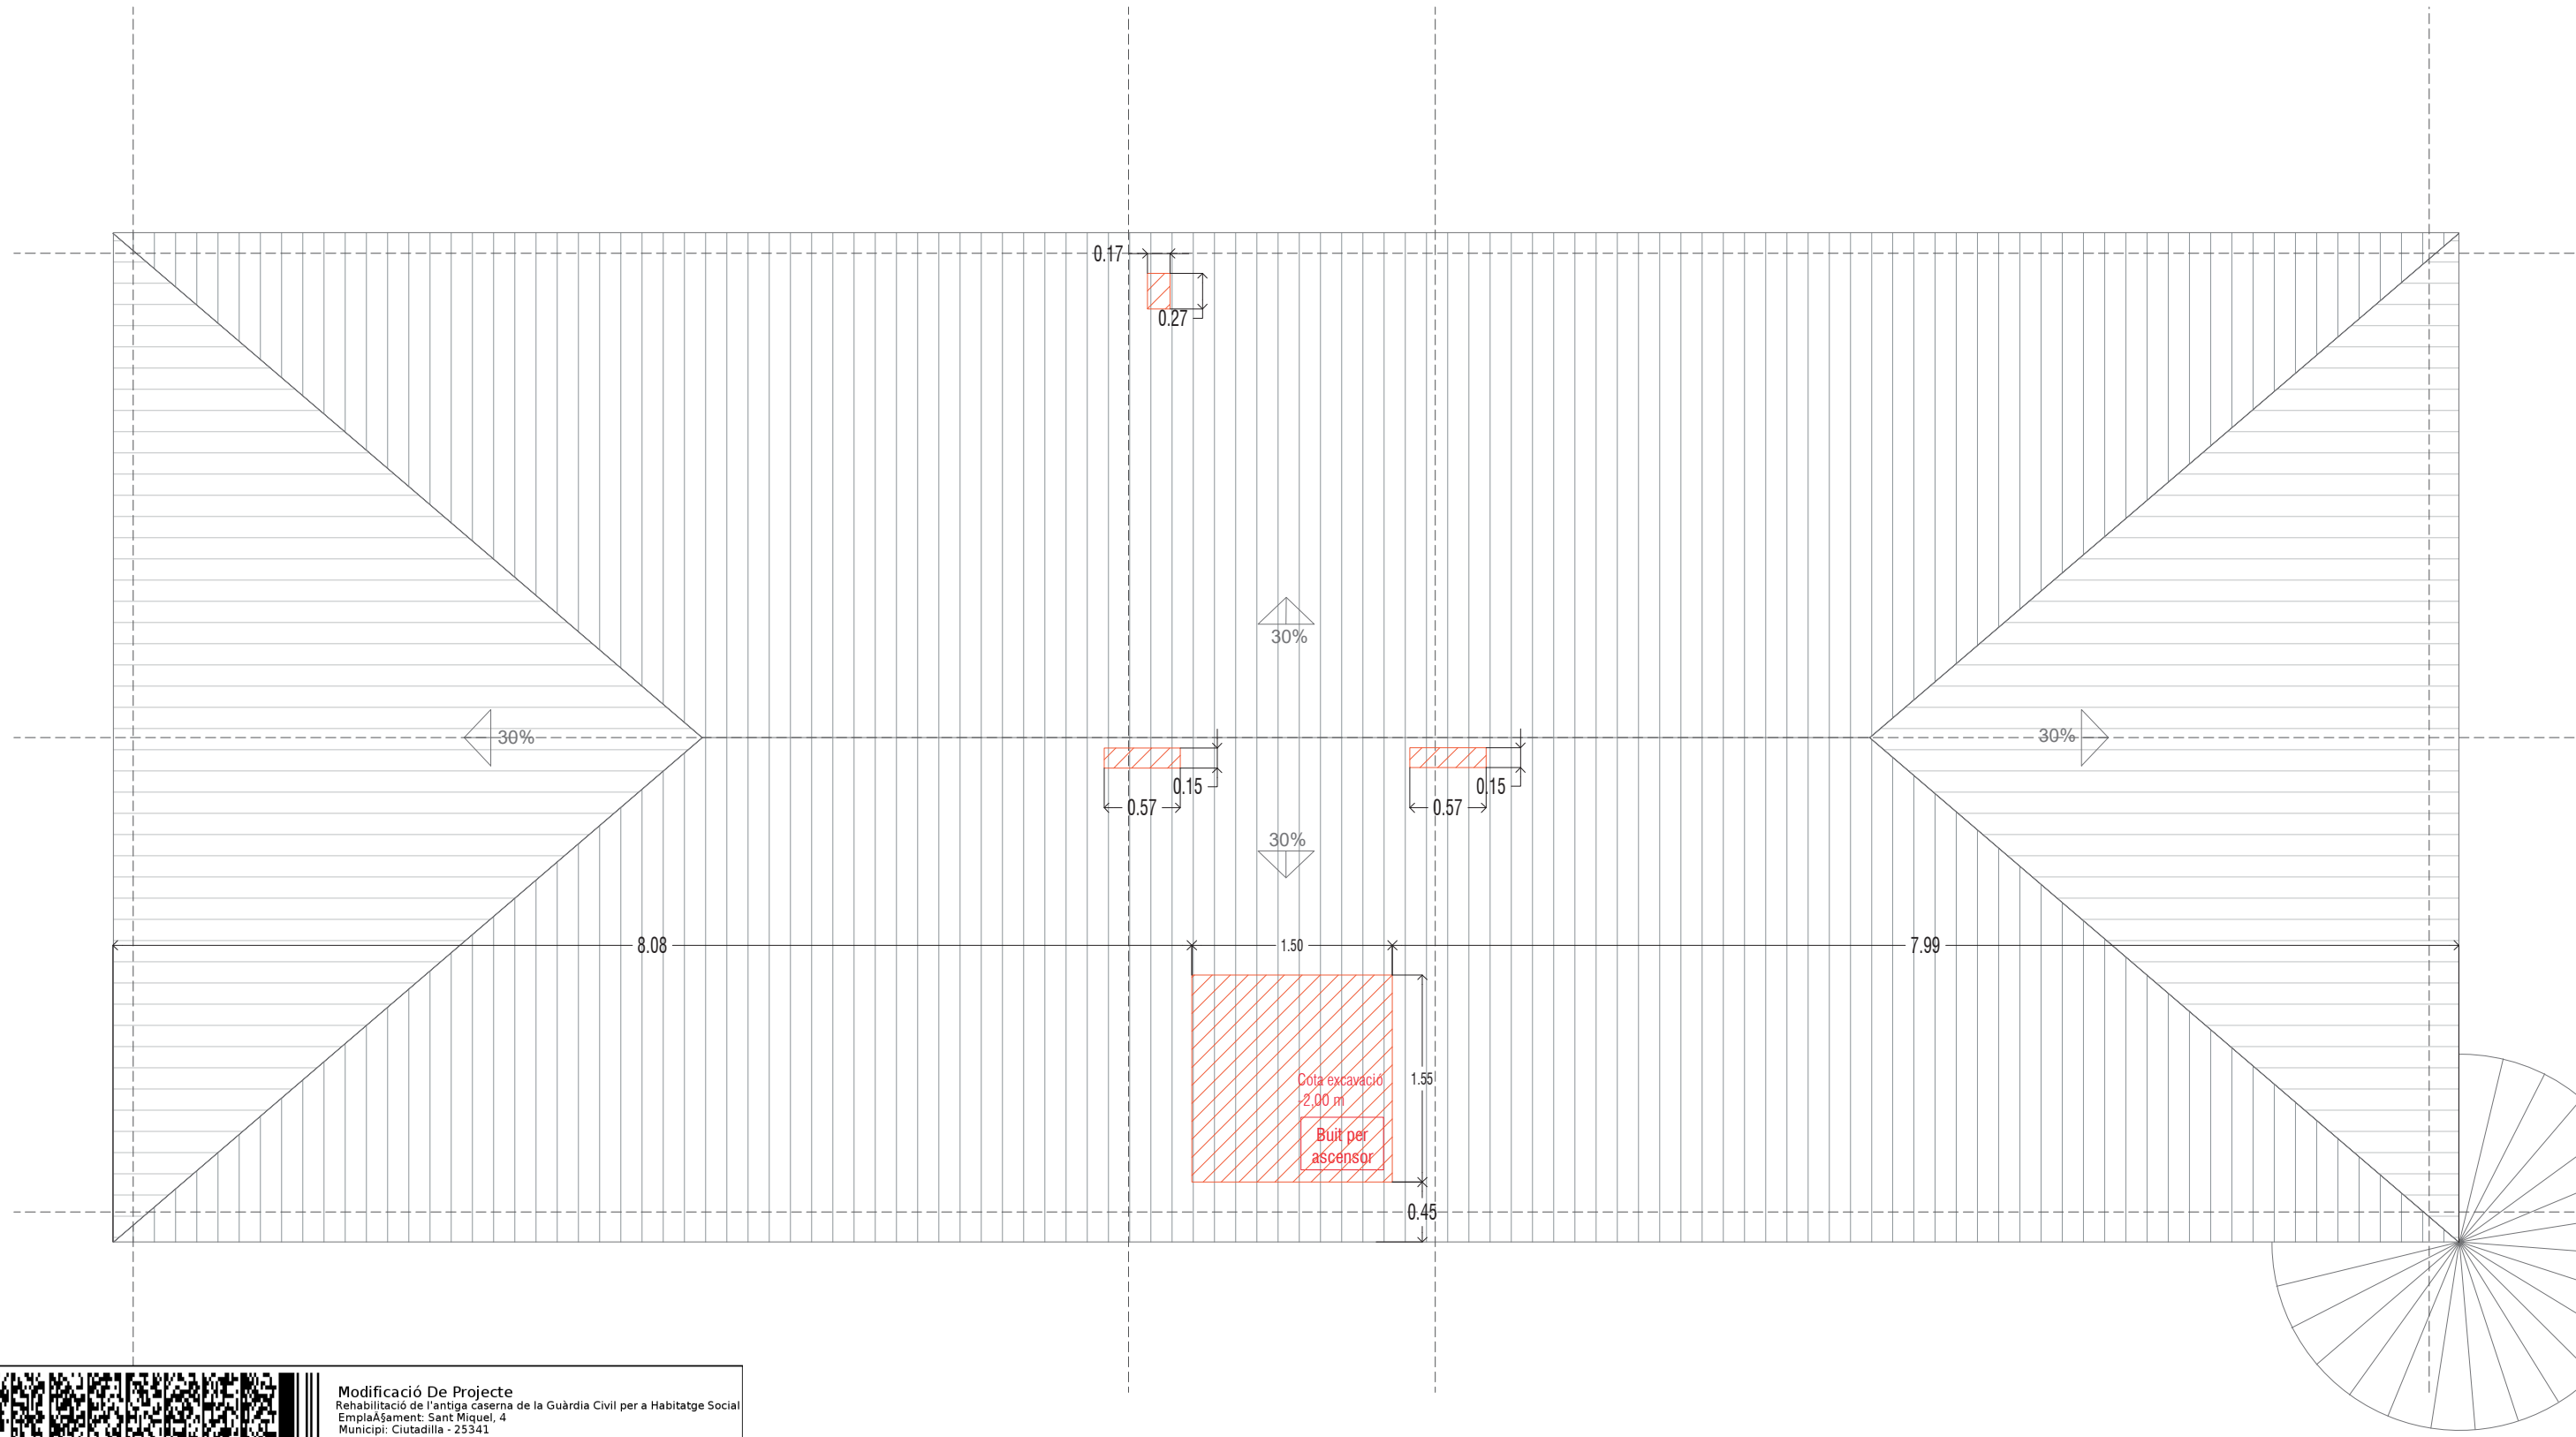 0.17
0.27
30%
30%
30%
0.15
0.57
0.15
0.57
30%
8.08
1.50
7.99
Cota excavació
-2,00 m
1.55
Buit per
ascensor
0.45
Modificació De Projecte
Rehabilitació de l'antiga caserna de la Guàrdia Civil per a Habitatge Social
EmplaÃ§ament: Sant Miquel, 4
Municipi: Ciutadilla - 25341